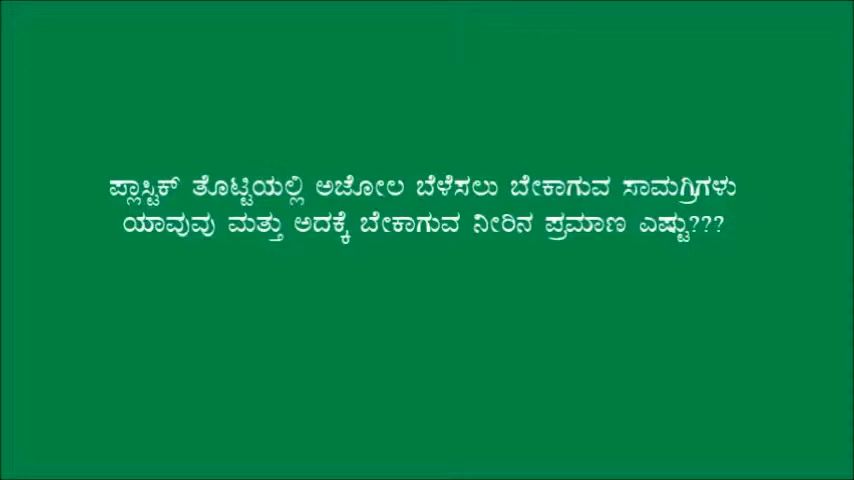 ಪ್ಲಾಸ್ಟಿಕ್ ತೊಟ್ಟಿಯಲ್ಲಿ ಅಜೋಲ ಬೆಳೆಸಲು ಬೇಕಾಗುವ ಸಾಮಗ್ರಿಗಳು
ಯಾವುವು ಮತ್ತು ಅದಕ್ಕೆ ಬೇಕಾಗುವ ನೀರಿನ ಪ್ರಮಾಣ ಎಷ್ಟು???